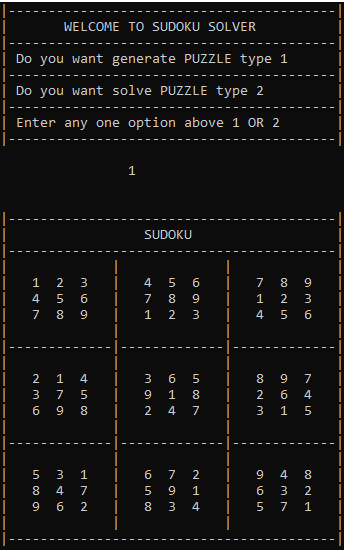 WELCOME TO SUDOKU SOLVER
Do you want generate PUZZLE type 1
Do you want solve PUZZLE type 2
Enter any one option above 1 OR 2
1
SUDOKU
1 2 3 | 4 5 6 | 7 8 9
4 5 6 | 7 8 9 | 1 2 3
7 8 9 | 1 2 3 | 4 5 6
2 1 4 | 3 6 5 | 8 9 7
3 7 5 | 9 1 8 | 2 6 4
6 9 8 | 2 4 7 | 3 1 5
5 3 1 | 6 7 2 | 9 4 8
8 4 7 | 5 9 1 | 6 3 2
9 6 2 | 8 3 4 | 5 7 1